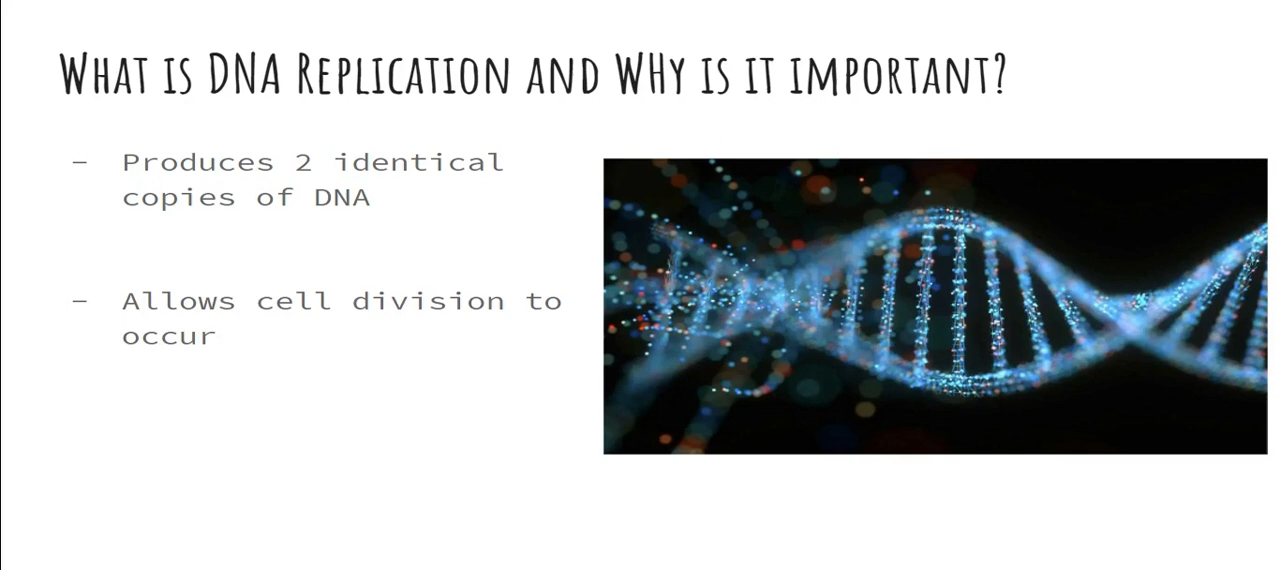 What is DNA Replication and Why is it important?
- Produces 2 identical
copies of DNA
- Allows cell division to
occur